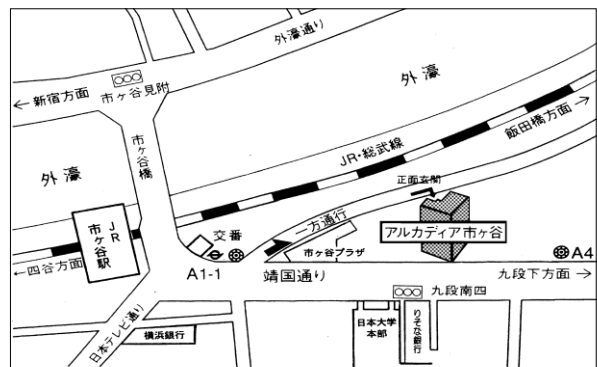 外濠通り
外濠
←新宿方面
市ヶ谷見附
市ヶ谷橋
飯田橋方面→
JR・総武線
外濠
正面玄関
一方通行
交番
アルカディア市ヶ谷
JR
市ヶ谷駅
市ヶ谷プラザ
A4
←四谷方面
A1-1
靖国通り
九段下方面→
九段南四
日本テレビ通り
横浜銀行
日本大学
本部
りそな銀行